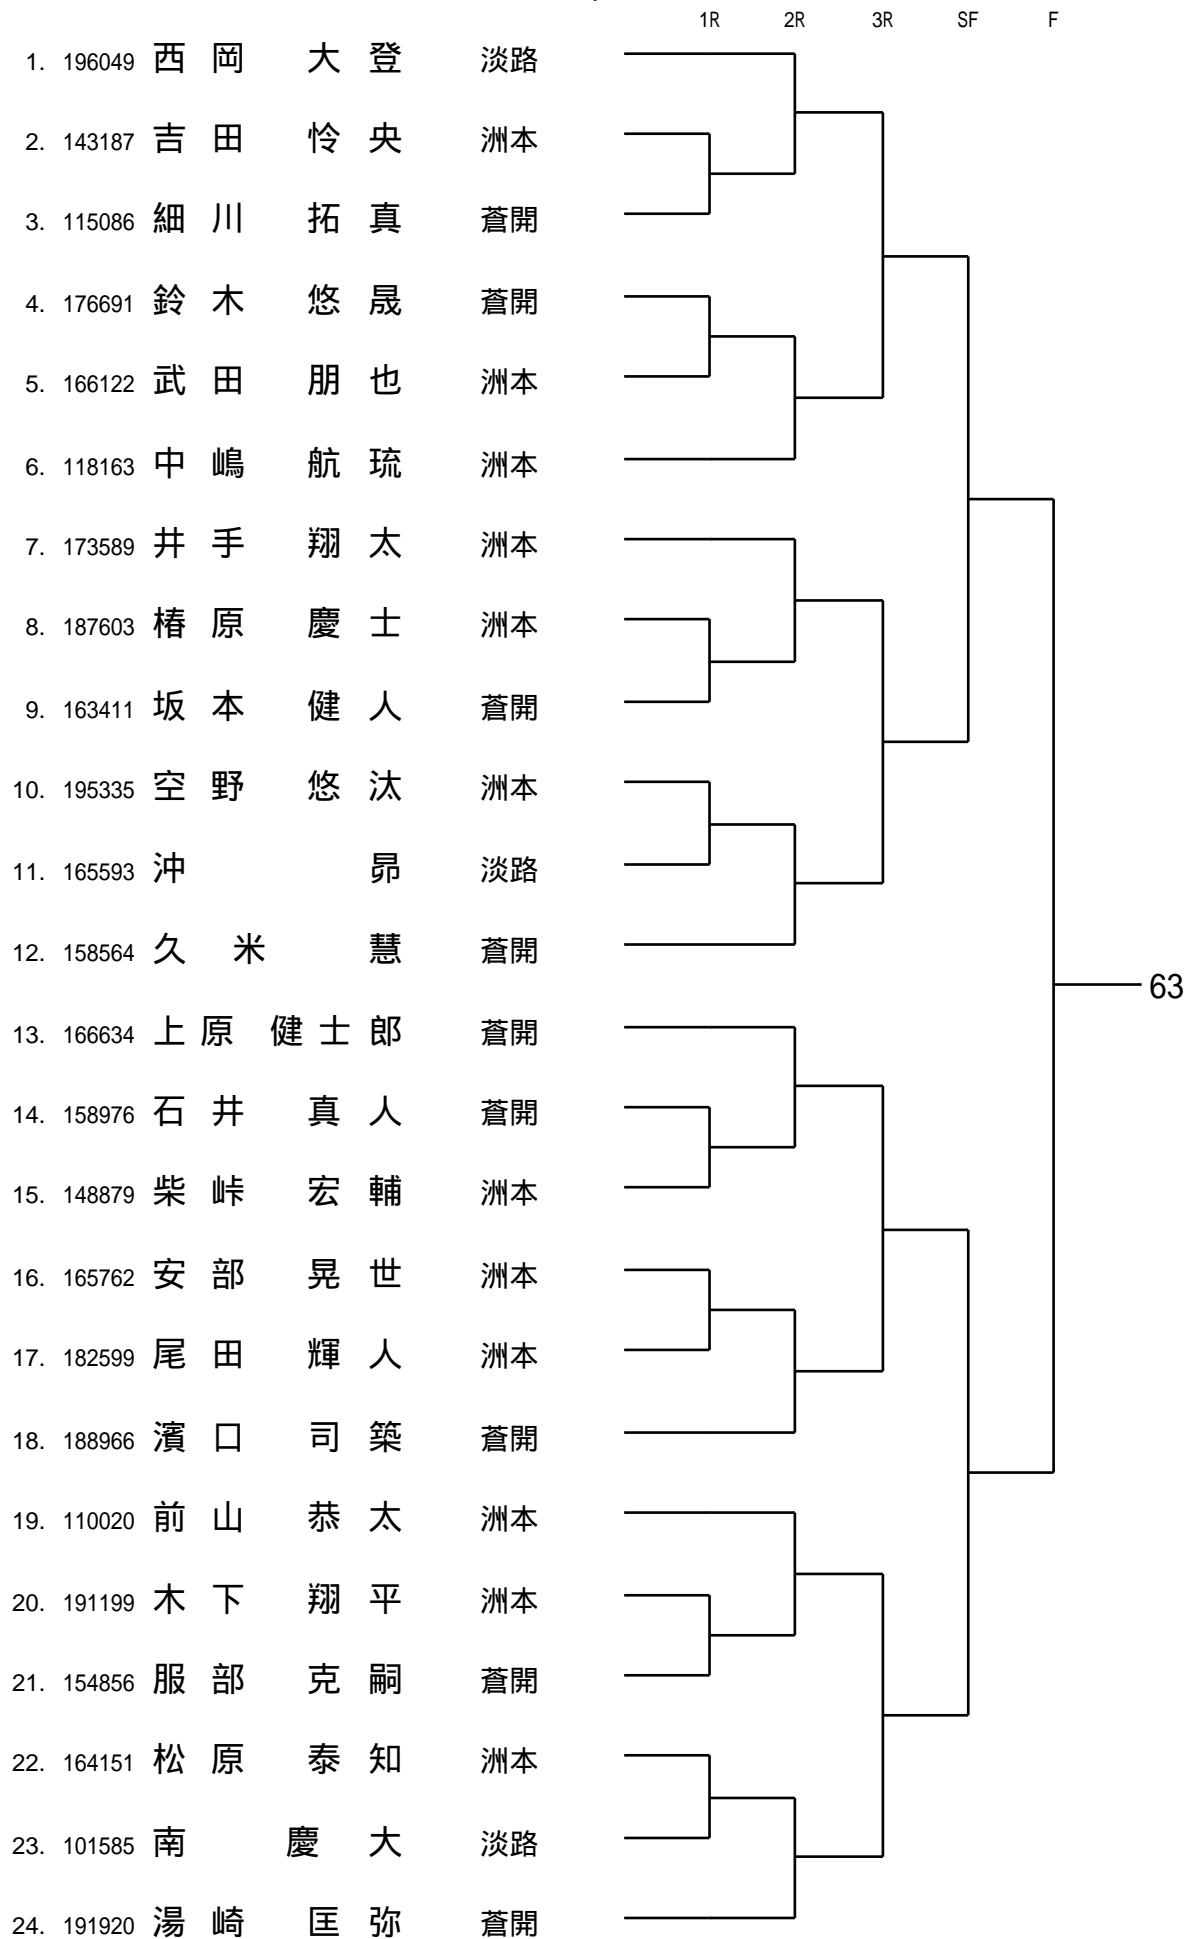 1R 2R 3R SF F
1. 196049 西岡 大登 淡路
2. 143187 吉田 怜央 洲本
3. 115086 細川 拓真 蒼開
4. 176691 鈴木 悠晟 蒼開
5. 166122 武田 朋也 洲本
6. 118163 中嶋 航琉 洲本
7. 173589 井手 翔太 洲本
8. 187603 椿原 慶士 洲本
9. 163411 坂本 健人 蒼開
10. 195335 空野 悠汰 洲本
11. 165593 沖 昴 淡路
12. 158564 久米 慧 蒼開
63
13. 166634 上原 健士郎 蒼開
14. 158976 石井 真人 蒼開
15. 148879 柴峠 宏輔 洲本
16. 165762 安部 晃世 洲本
17. 182599 尾田 輝人 洲本
18. 188966 濱口 司築 蒼開
19. 110020 前山 恭太 洲本
20. 191199 木下 翔平 洲本
21. 154856 服部 克嗣 蒼開
22. 164151 松原 泰知 洲本
23. 101585 南 慶大 淡路
24. 191920 湯崎 匡弥 蒼開